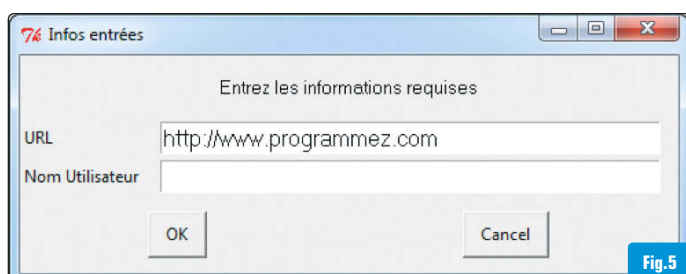 Infos entrées
Entrez les informations requises
URL
http://www.programmez.com
Nom Utilisateur
OK
Cancel
Fig.5